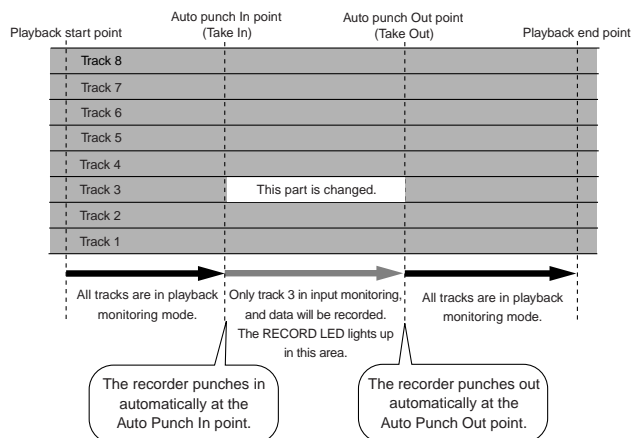 Playback start point
Auto punch In point
(Take In)
Auto punch Out point
(Take Out)
Playback end point
Track 8
Track 7
Track 6
Track 5
Track 4
Track 3
This part is changed.
Track 2
Track 1
All tracks are in playback
monitoring mode.
Only track 3 in input monitoring,
and data will be recorded.
The RECORD LED lights up
in this area.
All tracks are in playback
monitoring mode.
The recorder punches in
automatically at the
Auto Punch In point.
The recorder punches out
automatically at the
Auto Punch Out point.